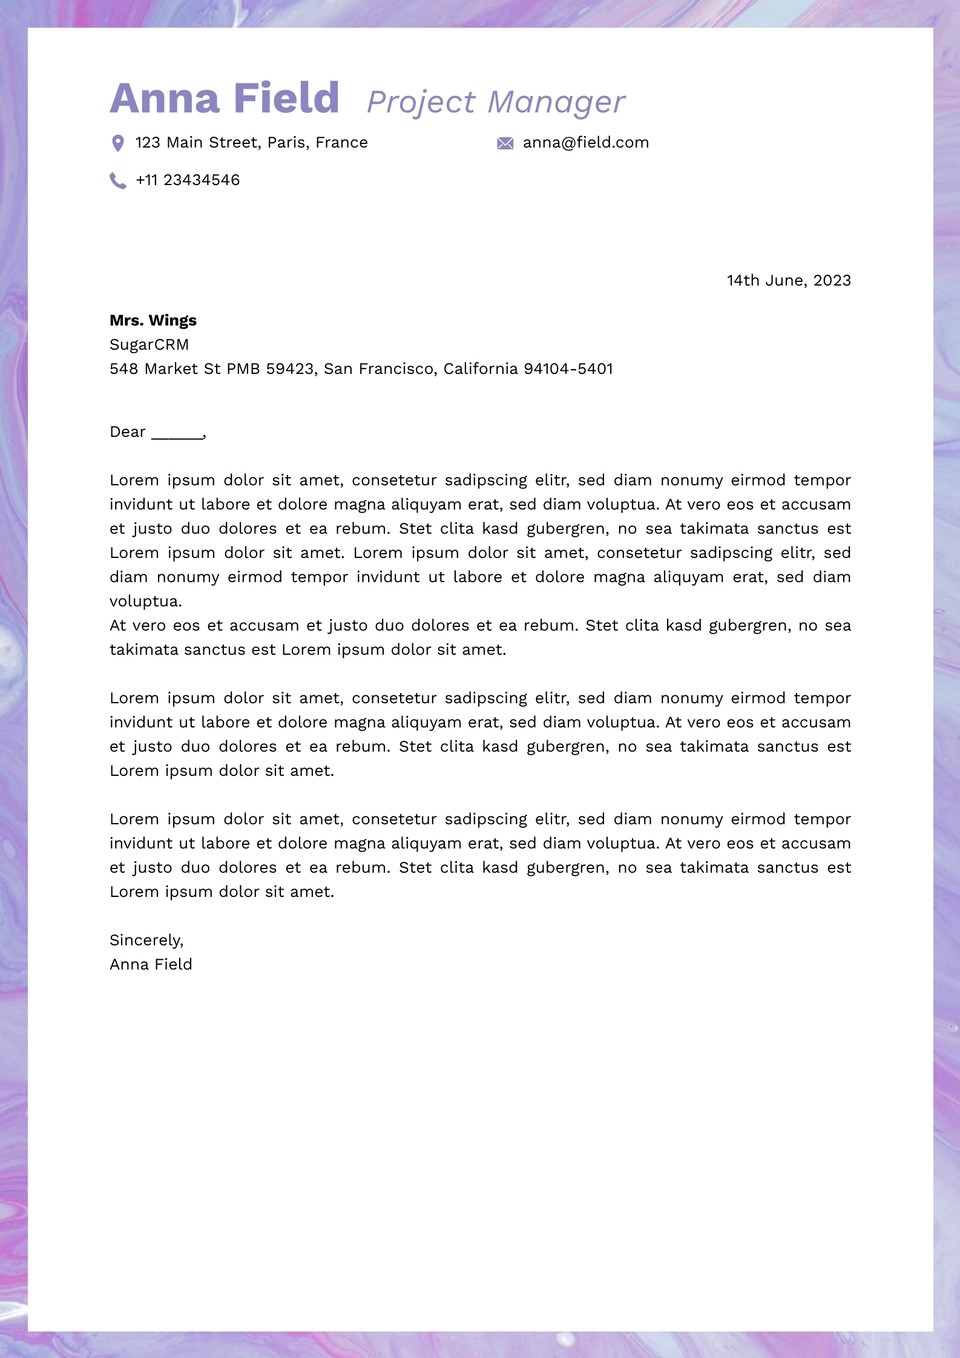 Anna Field Project Manager
123 Main Street, Paris, France anna@field.com
+11 23434546
14th June, 2023
Mrs. Wings
SugarCRM
548 Market St PMB 59423, San Francisco, California 94104-5401
Dear ______,
Lorem ipsum dolor sit amet, consetetur sadipscing elitr, sed diam nonumy eirmod tempor
invidunt ut labore et dolore magna aliquyam erat, sed diam voluptua. At vero eos et accusam
et justo duo dolores et ea rebum. Stet clita kasd gubergren, no sea takimata sanctus est
Lorem ipsum dolor sit amet. Lorem ipsum dolor sit amet, consetetur sadipscing elitr, sed
diam nonumy eirmod tempor invidunt ut labore et dolore magna aliquyam erat, sed diam
voluptua.
At vero eos et accusam et justo duo dolores et ea rebum. Stet clita kasd gubergren, no sea
takimata sanctus est Lorem ipsum dolor sit amet.
Lorem ipsum dolor sit amet, consetetur sadipscing elitr, sed diam nonumy eirmod tempor
invidunt ut labore et dolore magna aliquyam erat, sed diam voluptua. At vero eos et accusam
et justo duo dolores et ea rebum. Stet clita kasd gubergren, no sea takimata sanctus est
Lorem ipsum dolor sit amet.
Lorem ipsum dolor sit amet, consetetur sadipscing elitr, sed diam nonumy eirmod tempor
invidunt ut labore et dolore magna aliquyam erat, sed diam voluptua. At vero eos et accusam
et justo duo dolores et ea rebum. Stet clita kasd gubergren, no sea takimata sanctus est
Lorem ipsum dolor sit amet.
Sincerely,
Anna Field